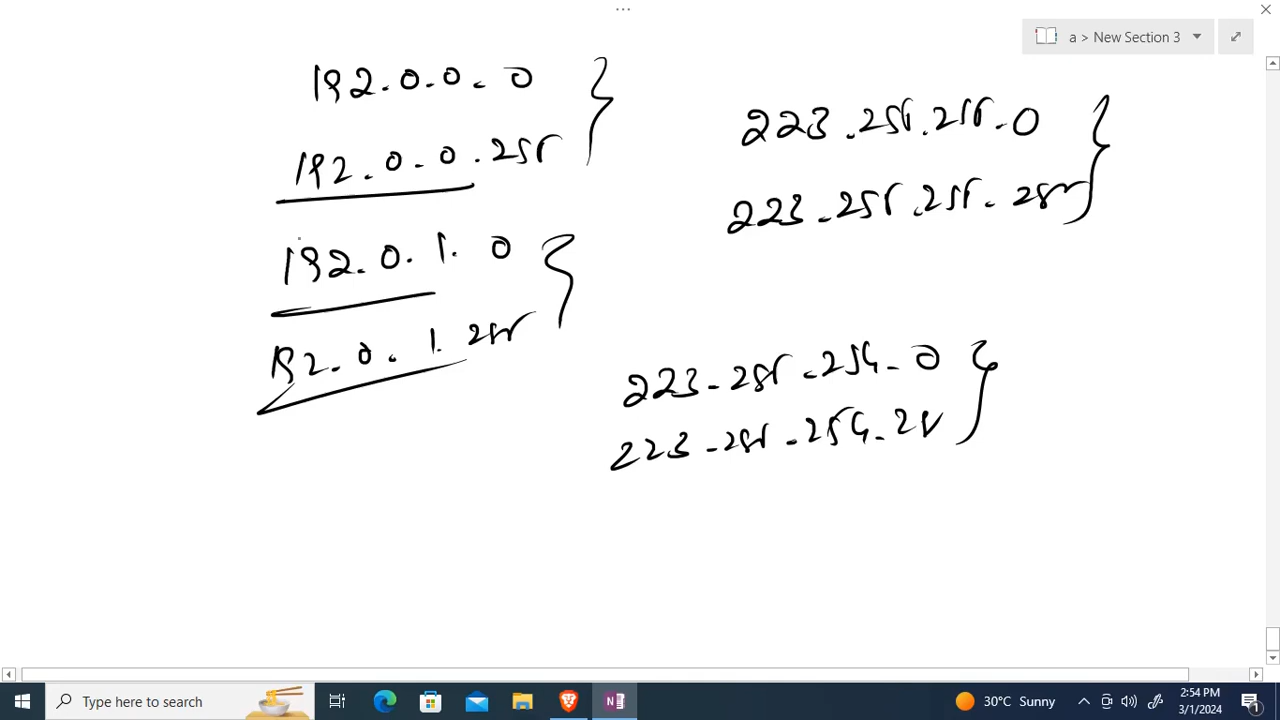 a > New Section 3
192.0.0.0
192.0.0.255
192.0.1.0
192.0.1.255
223.255.255.0
223.255.255.255
223.255.254.0
223.255.254.255
Type here to search
30°C Sunny
2:54 PM
3/1/2024
1